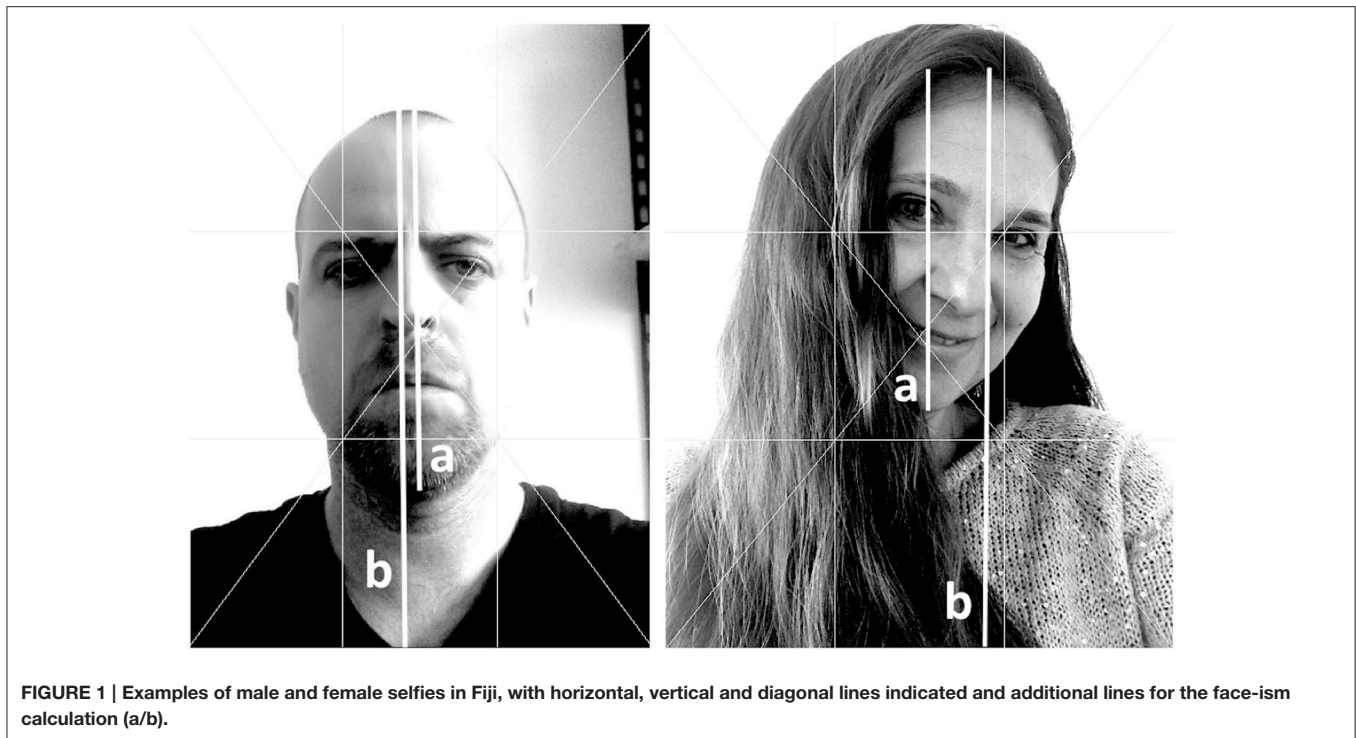 a
b
a
b
FIGURE 1 | Examples of male and female selfies in Fiji, with horizontal, vertical and diagonal lines indicated and additional lines for the face-ism
calculation (a/b).